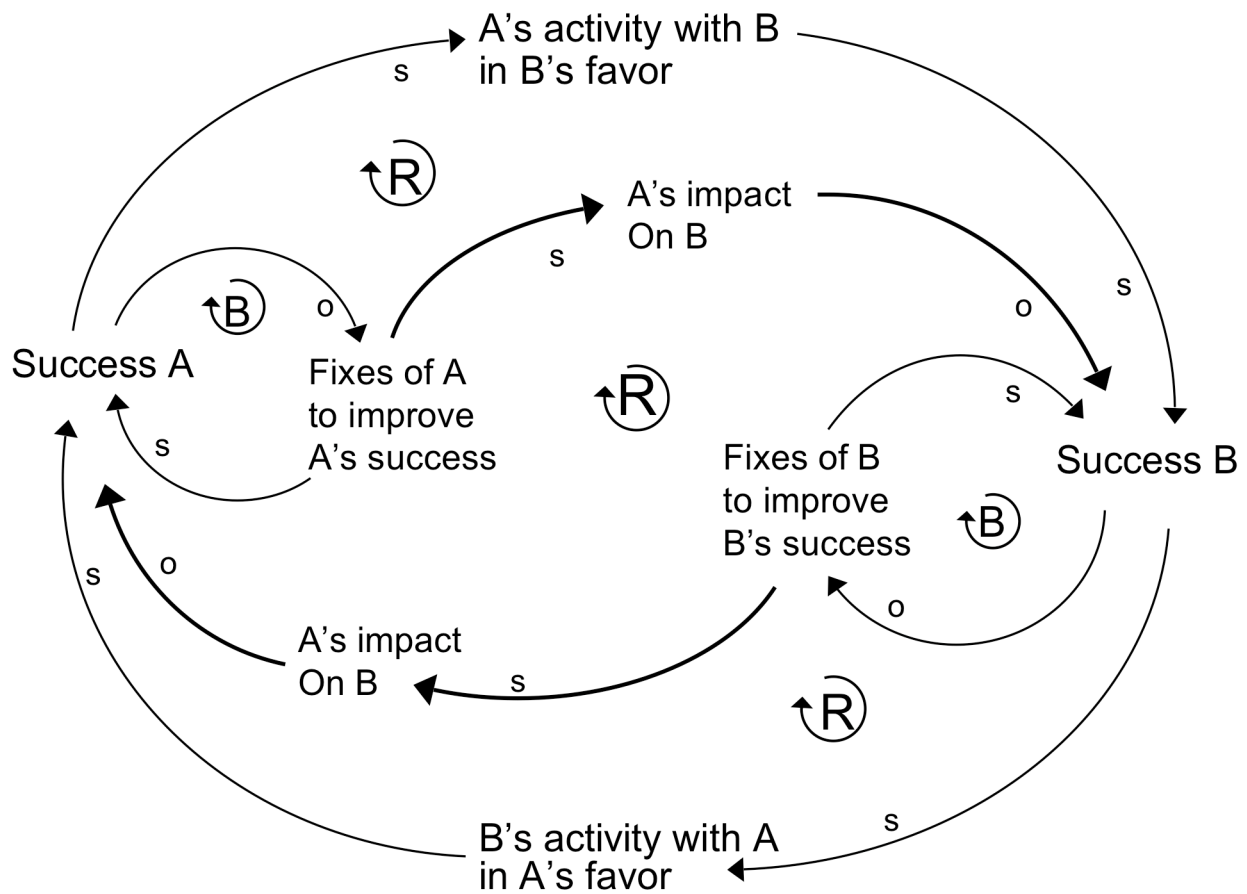 A's activity with B
in B's favor
s
R
A's impact
On B
s
s
B
o
o
Success A
Fixes of A
to improve
A's success
R
s
s
Fixes of B
to improve
B's success
Success B
B
s
o
o
A's impact
On B
s
R
B's activity with A
in A's favor
s